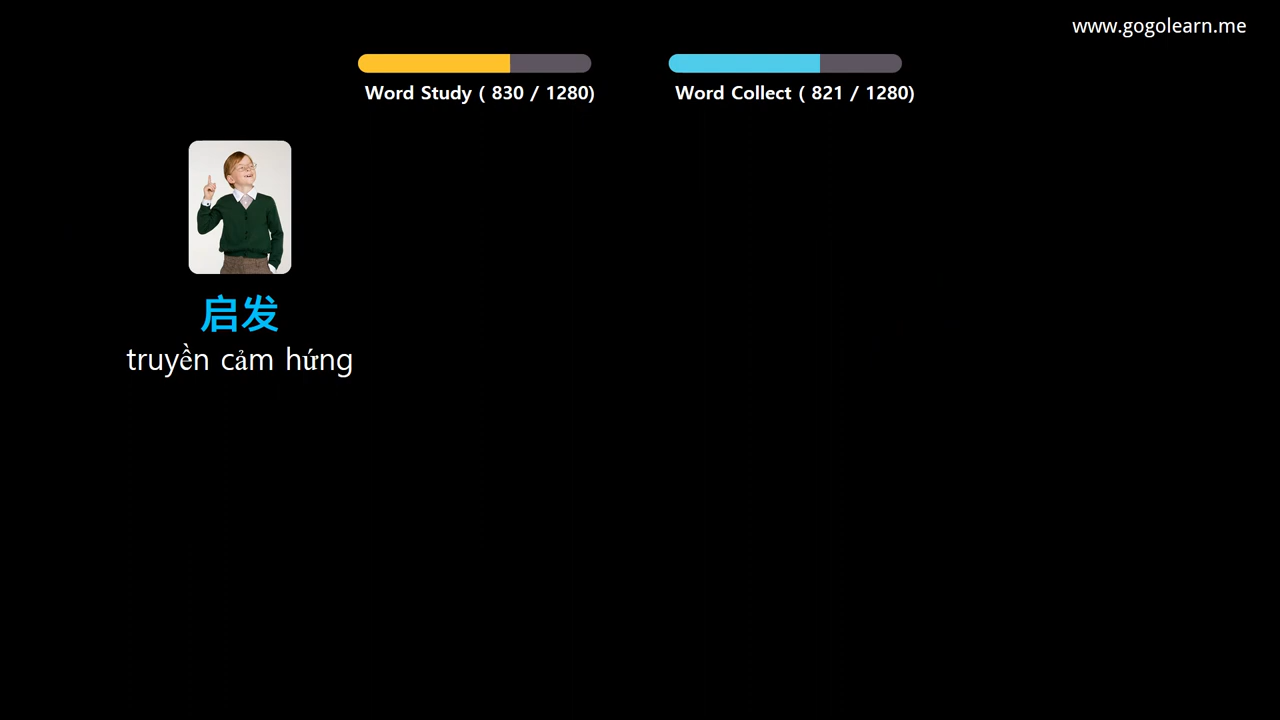 www.gogolearn.me
Word Study ( 830 / 1280)
Word Collect ( 821 / 1280)
启发
truyền cảm hứng